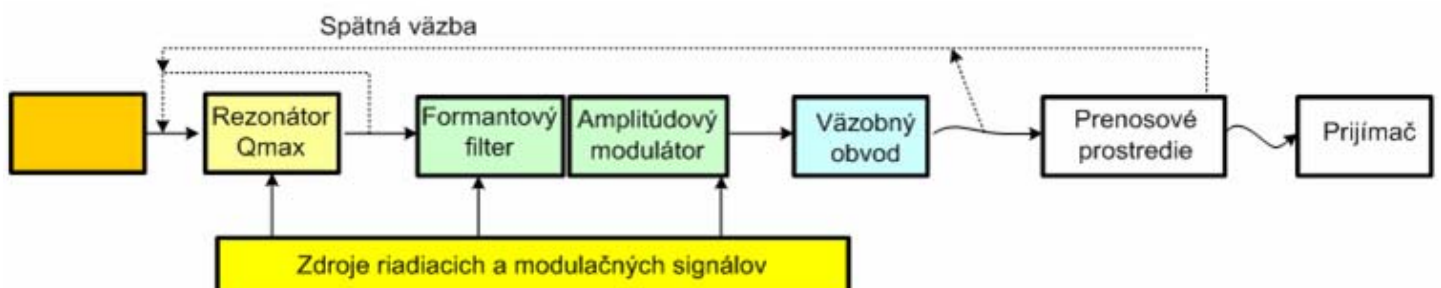 Spätná väzba
Rezonátor
Qmax
Formantový
filter
Amplitúdový
modulátor
Väzobný
obvod
Prenosové
prostredie
Prijímač
Zdroje riadiacich a modulačných signálov